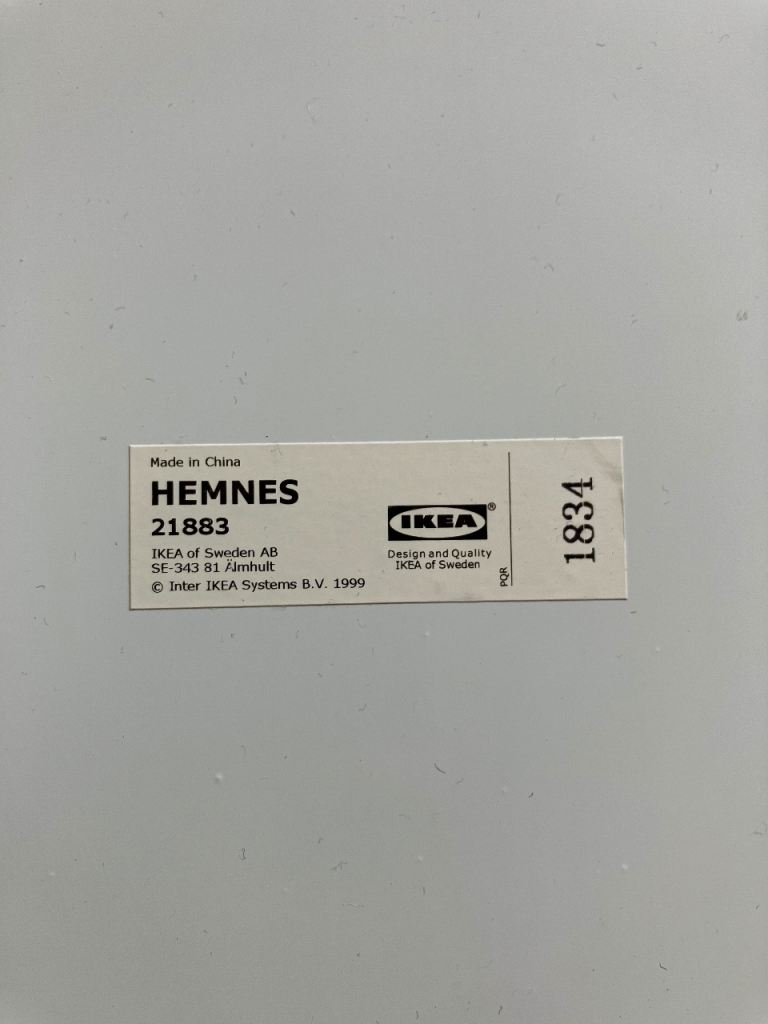 Made in China
HEMNES
21883
IKEA of Sweden AB
SE-343 81 Älmhult
© Inter IKEA Systems B.V. 1999
IKEA®
Design and Quality
IKEA of Sweden
PQR
1834